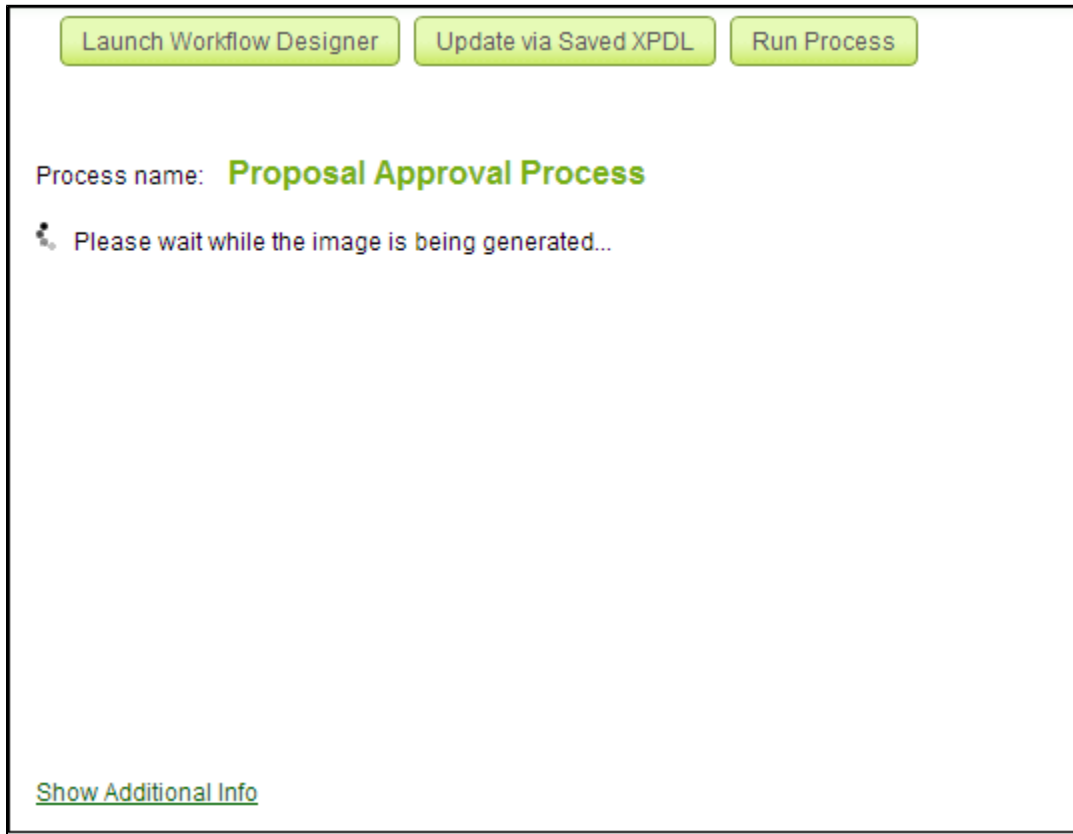 Launch Workflow Designer Update via Saved XPDL Run Process
Process name: Proposal Approval Process
Please wait while the image is being generated...
Show Additional Info